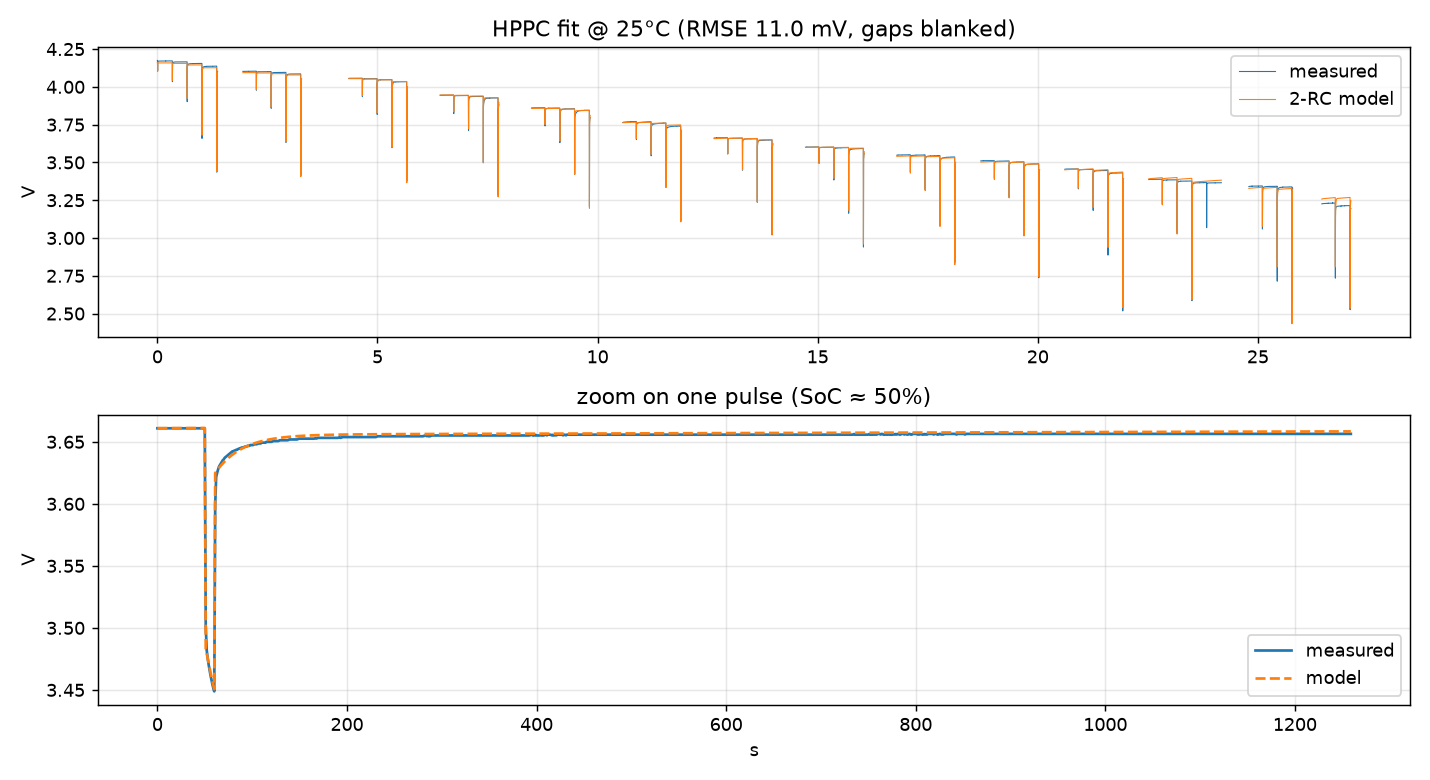 HPPC fit @ 25°C (RMSE 11.0 mV, gaps blanked)
V
4.25
4.00
3.75
3.50
3.25
3.00
2.75
2.50
measured
2-RC model
0 5 10 15 20 25
zoom on one pulse (SoC ≈ 50%)
V
3.65
3.60
3.55
3.50
3.45
measured
model
0 200 400 600 800 1000 1200
s